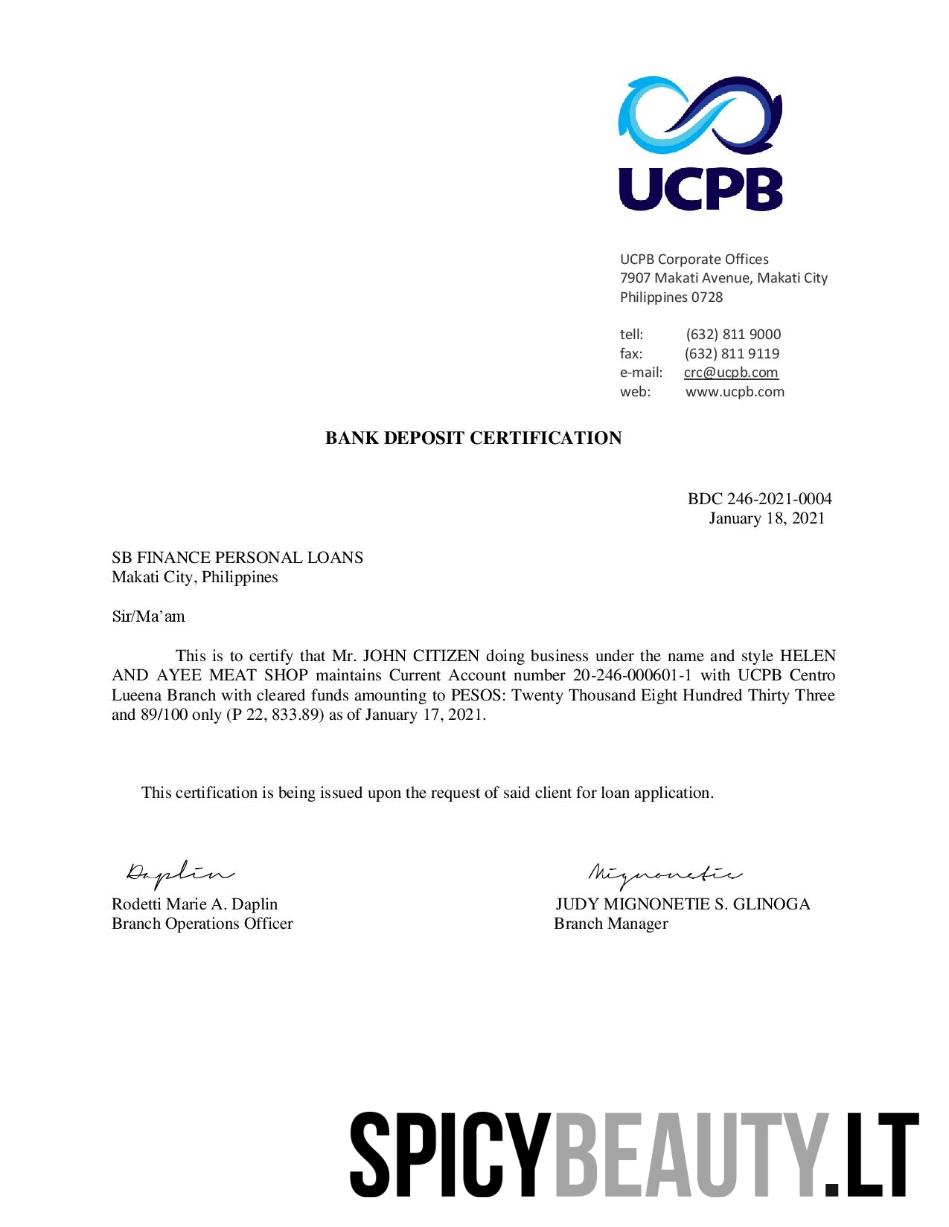 UCPB
UCPB Corporate Offices
7907 Makati Avenue, Makati City
Philippines 0728
tell: (632) 811 9000
fax: (632) 811 9119
e-mail: crc@ucpb.com
web: www.ucpb.com
BANK DEPOSIT CERTIFICATION
BDC 246-2021-0004
January 18, 2021
SB FINANCE PERSONAL LOANS
Makati City, Philippines
Sir/Ma’am
This is to certify that Mr. JOHN CITIZEN doing business under the name and style HELEN
AND AYEE MEAT SHOP maintains Current Account number 20-246-000601-1 with UCPB Centro
Lueena Branch with cleared funds amounting to PESOS: Twenty Thousand Eight Hundred Thirty Three
and 89/100 only (P 22, 833.89) as of January 17, 2021.
This certification is being issued upon the request of said client for loan application.
Daplin Mignonetie
Rodetti Marie A. Daplin JUDY MIGNONETIE S. GLINOGA
Branch Operations Officer Branch Manager
SPICYBEAUTY.LT